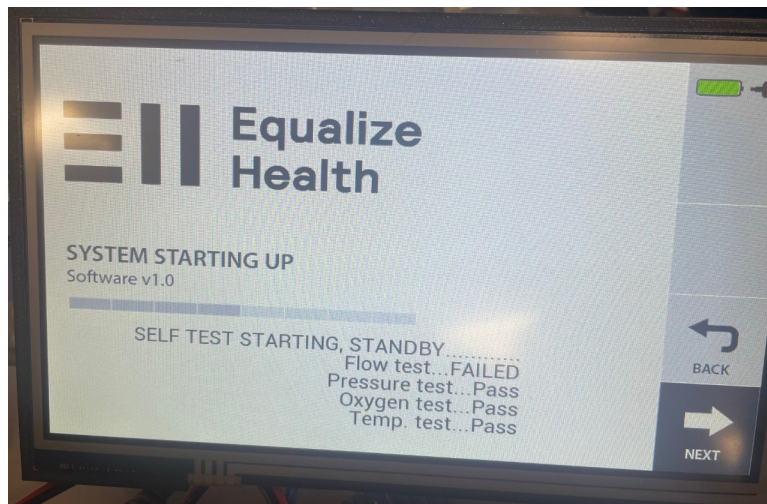 Equalize
Health
SYSTEM STARTING UP
Software v1.0
SELF TEST STARTING, STANDBY............
Flow test...FAILED
Pressure test...Pass
Oxygen test...Pass
Temp. test...Pass
BACK
NEXT